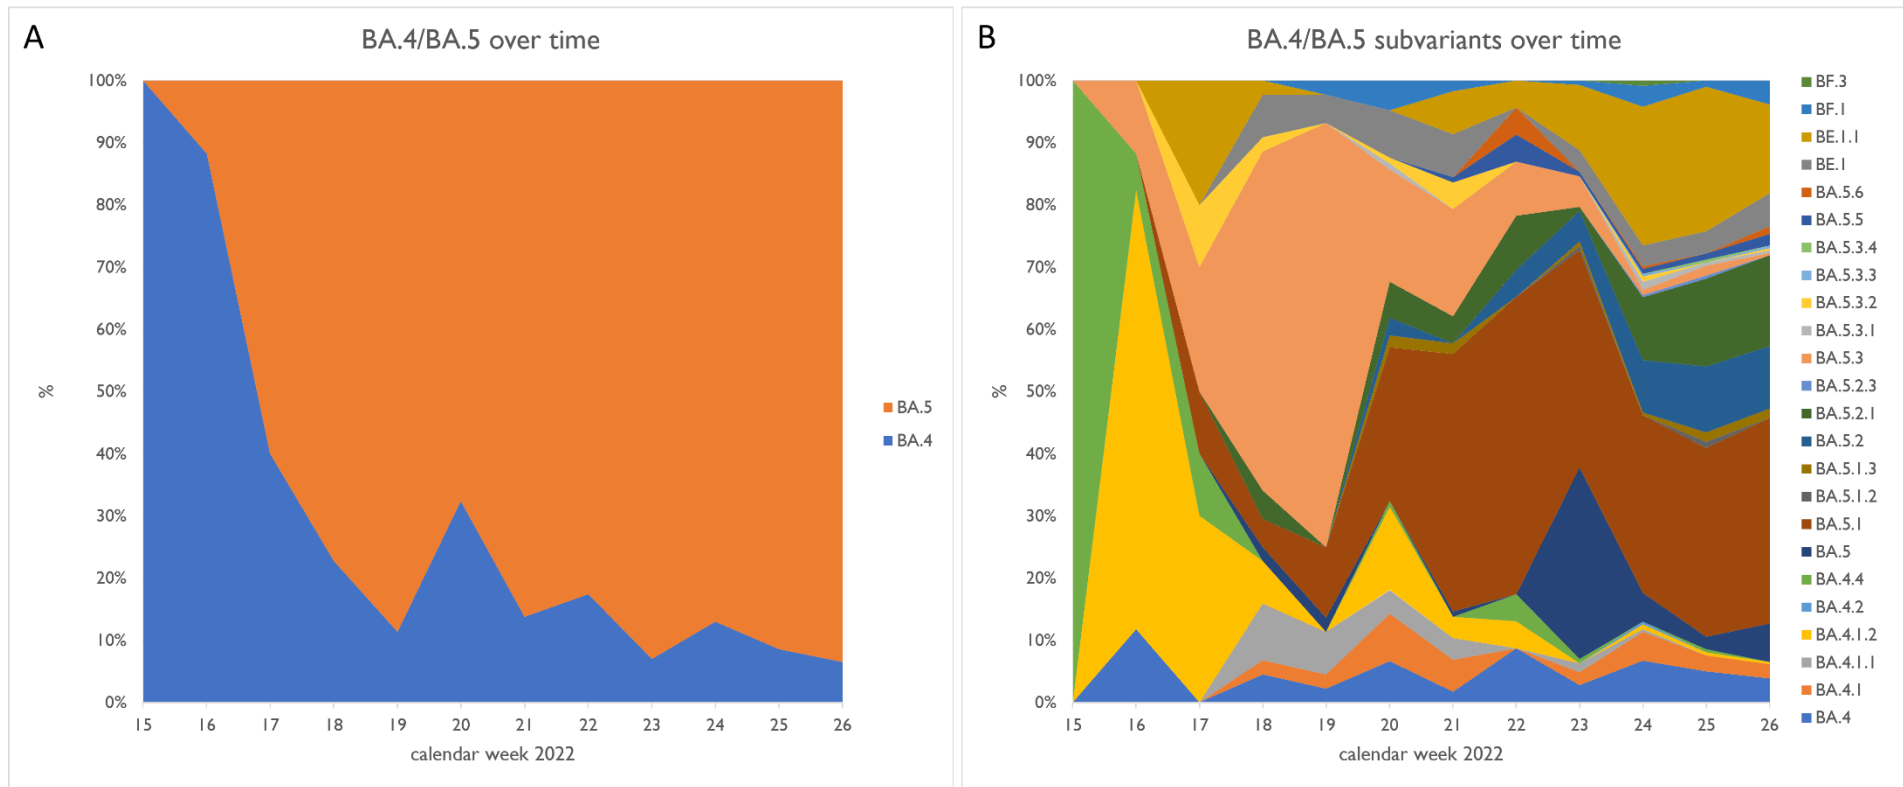 A
BA.4/BA.5 over time
100%
90%
80%
70%
60%
50%
40%
30%
20%
10%
0%
%
15 16 17 18 19 20 21 22 23 24 25 26
calendar week 2022
BA.5
BA.4
B
BA.4/BA.5 subvariants over time
100%
90%
80%
70%
60%
50%
40%
30%
20%
10%
0%
%
15 16 17 18 19 20 21 22 23 24 25 26
calendar week 2022
BF.3
BF.1
BE.1.1
BE.1
BA.5.6
BA.5.5
BA.5.3.4
BA.5.3.3
BA.5.3.2
BA.5.3.1
BA.5.3
BA.5.2.3
BA.5.2.1
BA.5.2
BA.5.1.3
BA.5.1.2
BA.5.1
BA.5
BA.4.4
BA.4.2
BA.4.1.2
BA.4.1.1
BA.4.1
BA.4